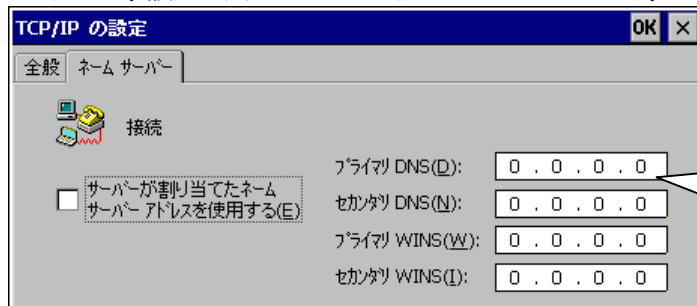 TCP/IP の設定 OK ×
全般 ネーム サーバー
接続
サーバーが割り当てたネーム
サーバー アドレスを使用する(E)
プライマリ DNS(D): 0 . 0 . 0 . 0
セカンダリ DNS(N): 0 . 0 . 0 . 0
プライマリ WINS(W): 0 . 0 . 0 . 0
セカンダリ WINS(I): 0 . 0 . 0 . 0